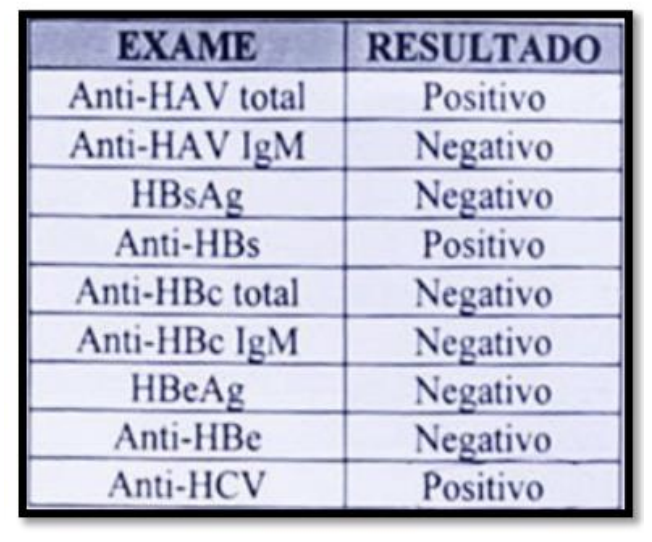 EXAME RESULTADO
Anti-HAV total Positivo
Anti-HAV IgM Negativo
HBsAg Negativo
Anti-HBs Positivo
Anti-HBc total Negativo
Anti-HBc IgM Negativo
HBeAg Negativo
Anti-HBe Negativo
Anti-HCV Positivo